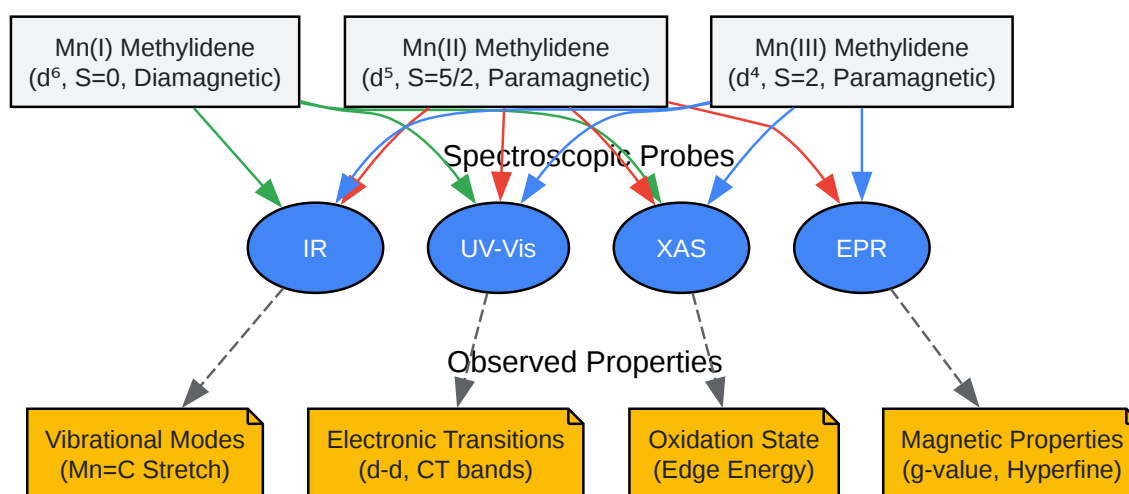 Mn(I) Methylidene
(d⁶, S=0, Diamagnetic)
Mn(II) Methylidene
(d⁵, S=5/2, Paramagnetic)
Mn(III) Methylidene
(d⁴, S=2, Paramagnetic)
Spectroscopic Probes
IR
UV-Vis
XAS
EPR
Observed Properties
Vibrational Modes
(Mn=C Stretch)
Electronic Transitions
(d-d, CT bands)
Oxidation State
(Edge Energy)
Magnetic Properties
(g-value, Hyperfine)